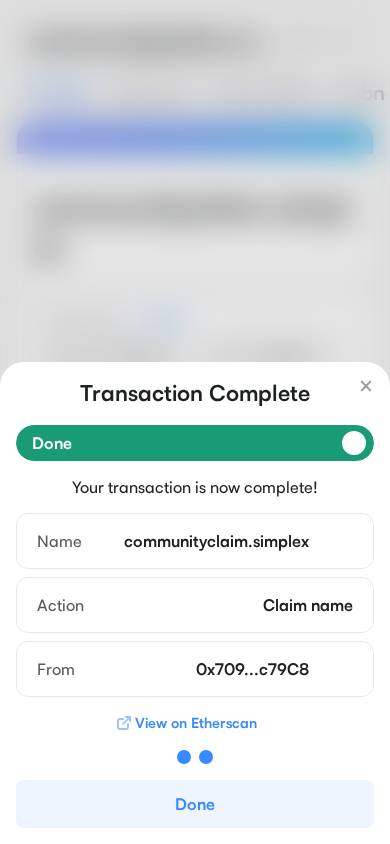 Transaction Complete
Done
Your transaction is now complete!
Name communityclaim.simplex
Action Claim name
From 0x709...c79C8
View on Etherscan
Done